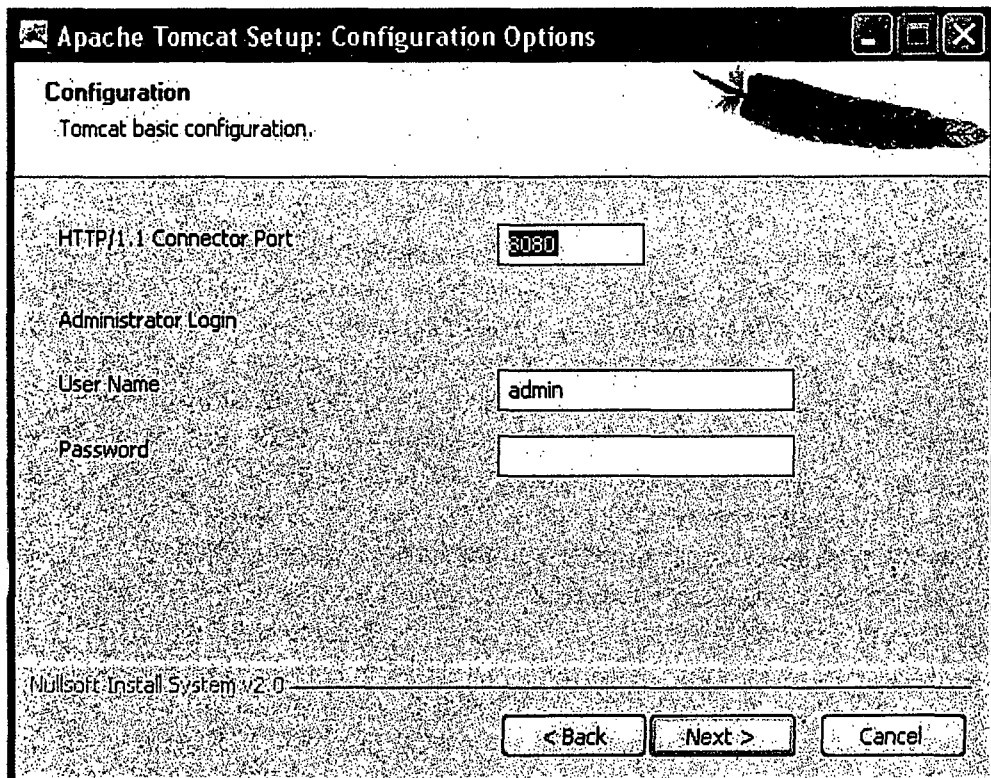 Apache Tomcat Setup: Configuration Options
Configuration
Tomcat basic configuration.
HTTP/1.1 Connector Port
8080
Administrator Login
User Name
admin
Password
Nullsoft Install System v2.0
< Back
Next >
Cancel